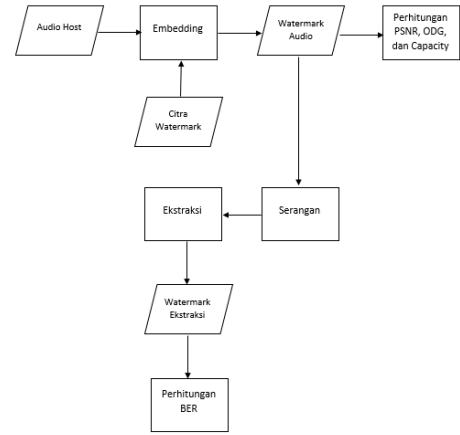 Audio Host
Embedding
Watermark
Audio
Perhitungan
PSNR, ODG,
dan Capacity
Citra
Watermark
Ekstraksi
Serangan
Watermark
Ekstraksi
Perhitungan
BER